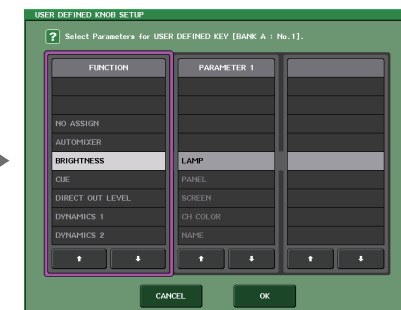 USER DEFINED KNOB SETUP
? Select Parameters for USER DEFINED KEY [BANK A : No.1].
FUNCTION PARAMETER 1
NO ASSIGN
AUTOMIXER
BRIGHTNESS LAMP
CUE PANEL
DIRECT OUT LEVEL SCREEN
DYNAMICS 1 CH COLOR
DYNAMICS 2 NAME
CANCEL OK